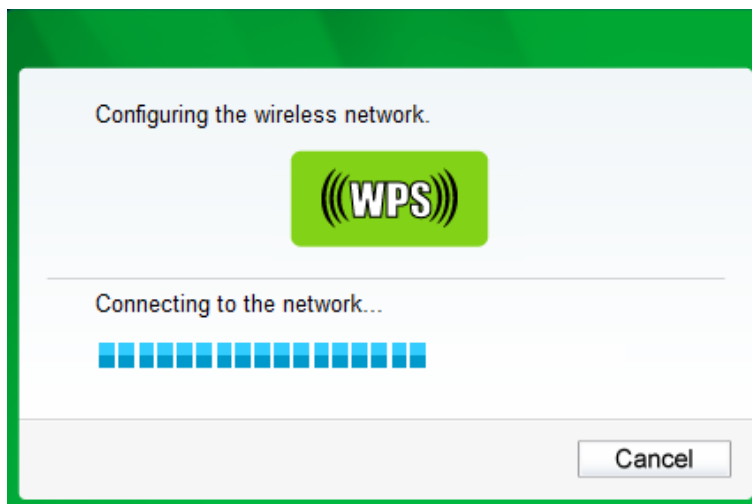 Configuring the wireless network.
(((WPS)))
Connecting to the network...
Cancel